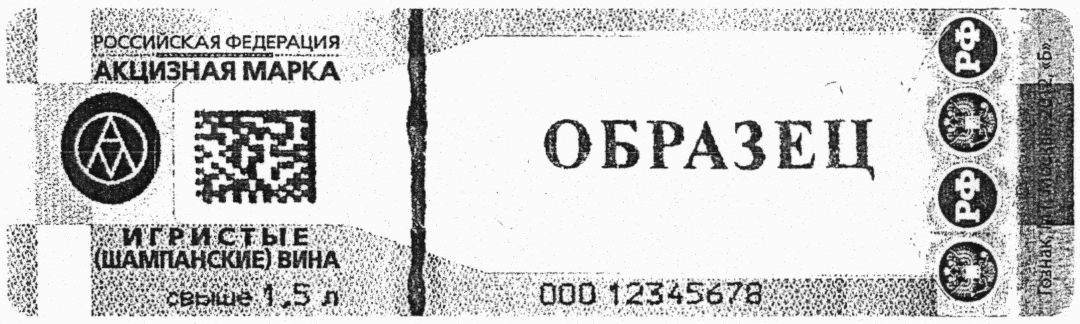 РОССИЙСКАЯ ФЕДЕРАЦИЯ
АКЦИЗНАЯ МАРКА
ИГРИСТЫЕ
(ШАМПАНСКИЕ) ВИНА
свыше 1,5 л
ОБРАЗЕЦ
000 12345678
РФ
РФ